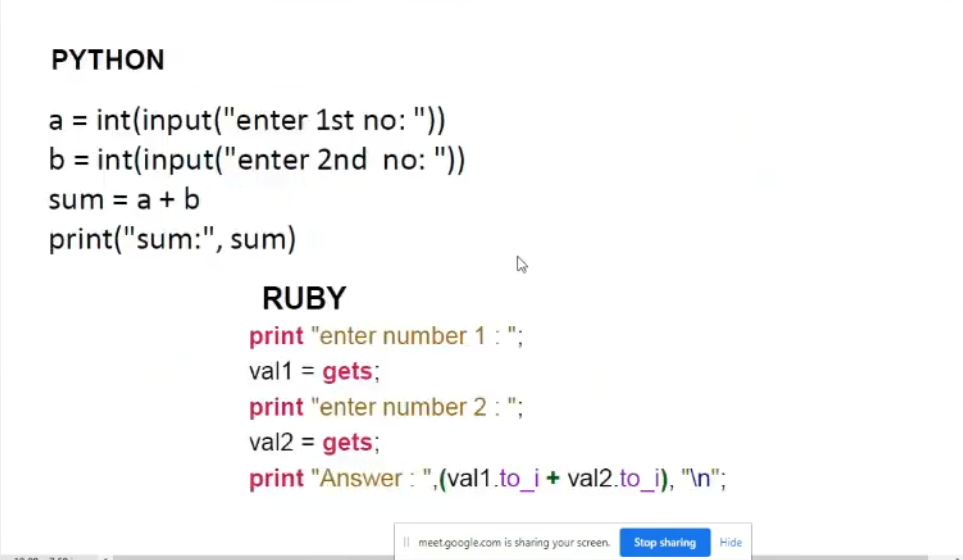 PYTHON
a = int(input("enter 1st no: "))
b = int(input("enter 2nd  no: "))
sum = a + b
print("sum:", sum)
RUBY
print "enter number 1 : ";
val1 = gets;
print "enter number 2 : ";
val2 = gets;
print "Answer : ",(val1.to_i + val2.to_i), "\n";
meet.google.com is sharing your screen. Stop sharing Hide